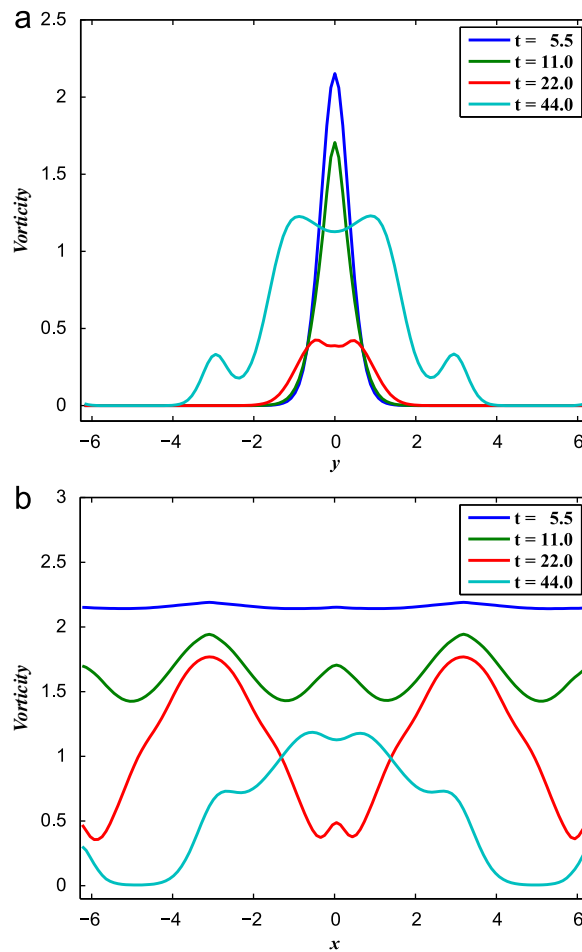 a
2.5
2
1.5
1
0.5
0
Vorticity
t = 5.5
t = 11.0
t = 22.0
t = 44.0
−6 −4 −2 0 2 4 6
y
b
3
2.5
2
1.5
1
0.5
0
Vorticity
t = 5.5
t = 11.0
t = 22.0
t = 44.0
−6 −4 −2 0 2 4 6
x